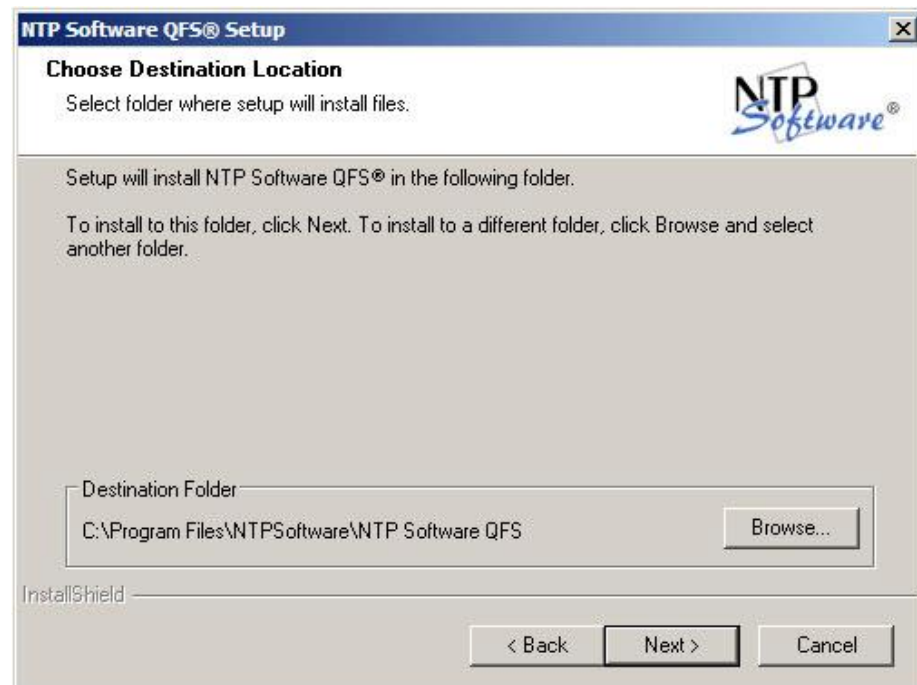 NTP Software QFS® Setup
Choose Destination Location
Select folder where setup will install files.
NTP
Software®
Setup will install NTP Software QFS® in the following folder.
To install to this folder, click Next. To install to a different folder, click Browse and select
another folder.
Destination Folder
C:\Program Files\NTPSoftware\NTP Software QFS
Browse...
InstallShield
< Back
Next >
Cancel